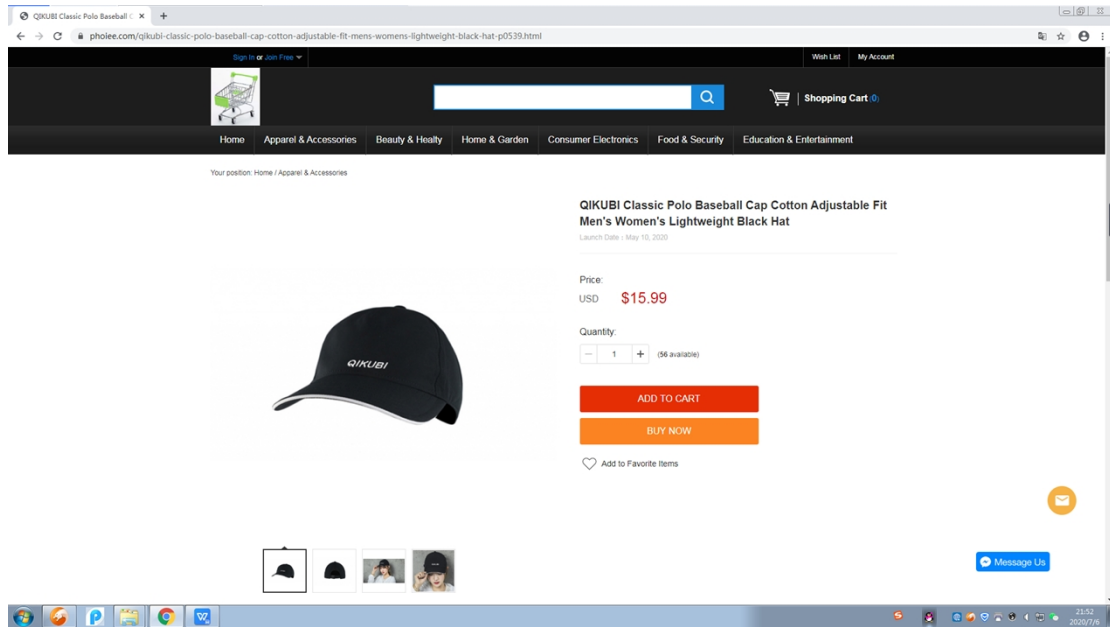 QIKUBI Classic Polo Baseball C
phoiee.com/qikubi-classic-polo-baseball-cap-cotton-adjustable-fit-mens-womens-lightweight-black-hat-p0539.html
Sign In or Join Free
Wish List My Account
Shopping Cart (0)
Home Apparel & Accessories Beauty & Healty Home & Garden Consumer Electronics Food & Security Education & Entertainment
Your position: Home / Apparel & Accessories
QIKUBI Classic Polo Baseball Cap Cotton Adjustable Fit
Men's Women's Lightweight Black Hat
Launch Date : May 10, 2020
Price:
USD $15.99
Quantity:
1 (56 available)
QIKUBI
ADD TO CART
BUY NOW
Add to Favorite Items
Message Us
21:52
2020/7/6